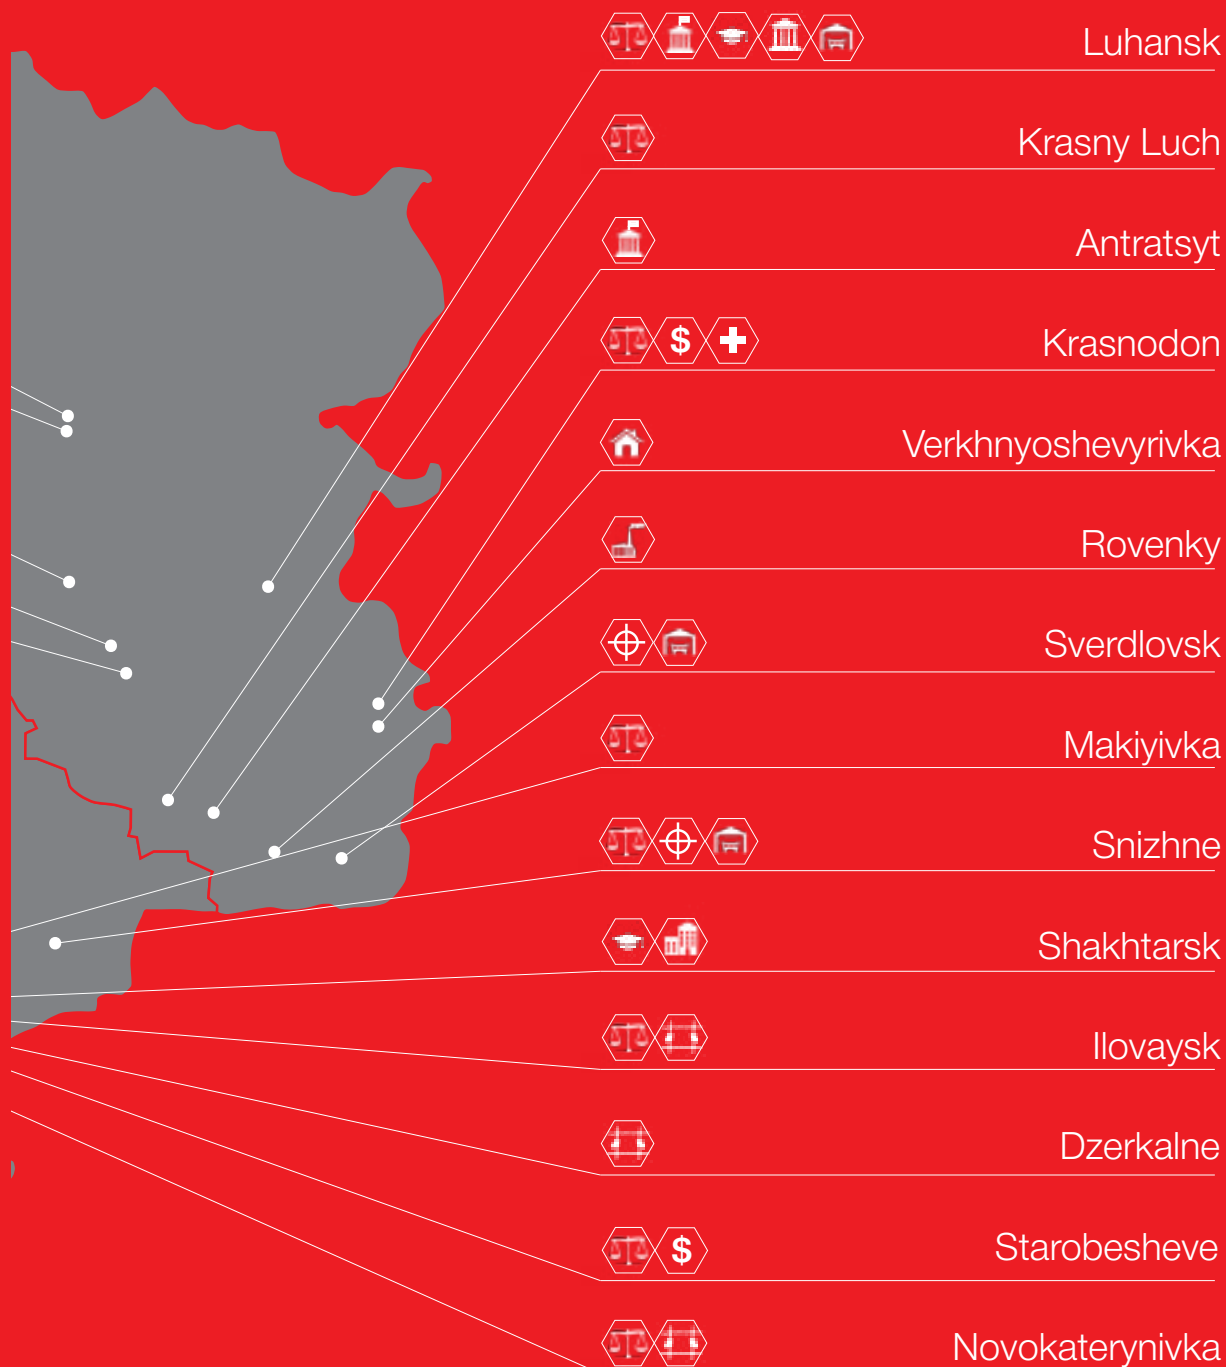 Luhansk
Krasny Luch
Antratsyt
$
Krasnodon
Verkhnyoshevyrivka
Rovenky
Sverdlovsk
Makiyivka
Snizhne
Shakhtarsk
Ilovaysk
Dzerkalne
$
Starobesheve
Novokaterynivka